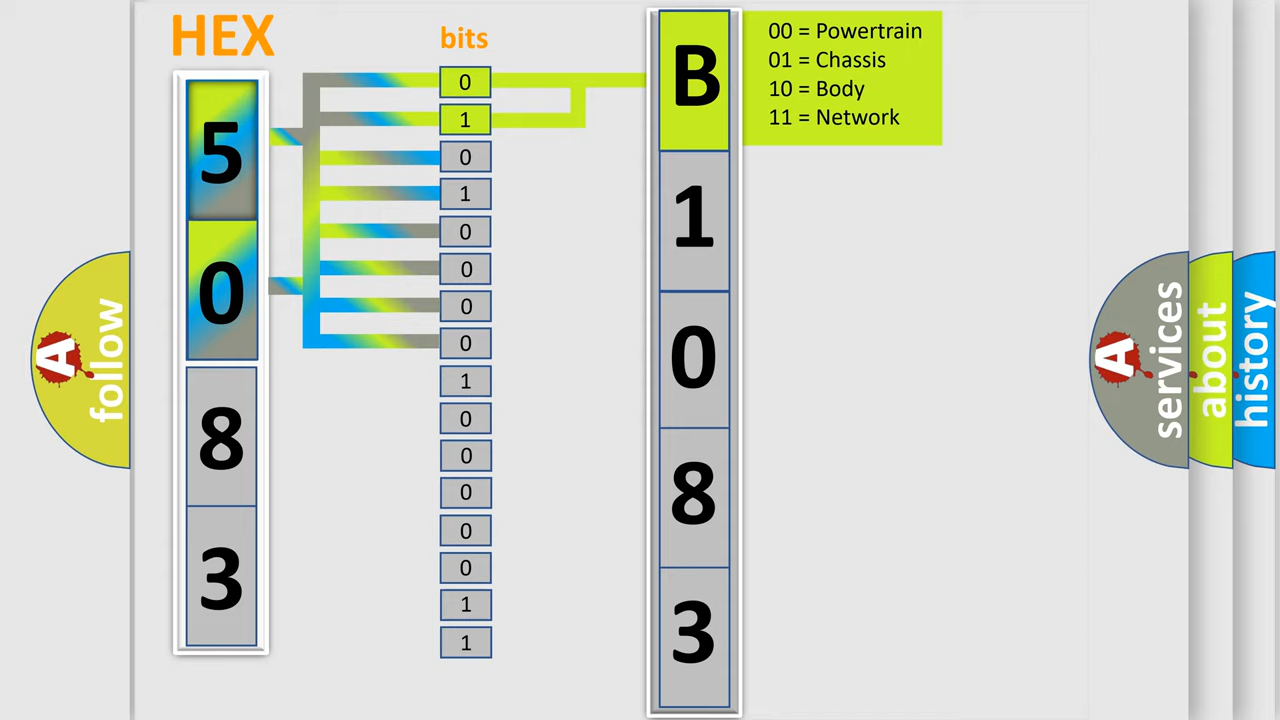 HEX
bits
5
0
8
3
0
1
0
1
0
0
0
0
1
0
0
0
0
0
1
1
B
1
0
8
3
00 = Powertrain
01 = Chassis
10 = Body
11 = Network
A
follow
A
services
about
history